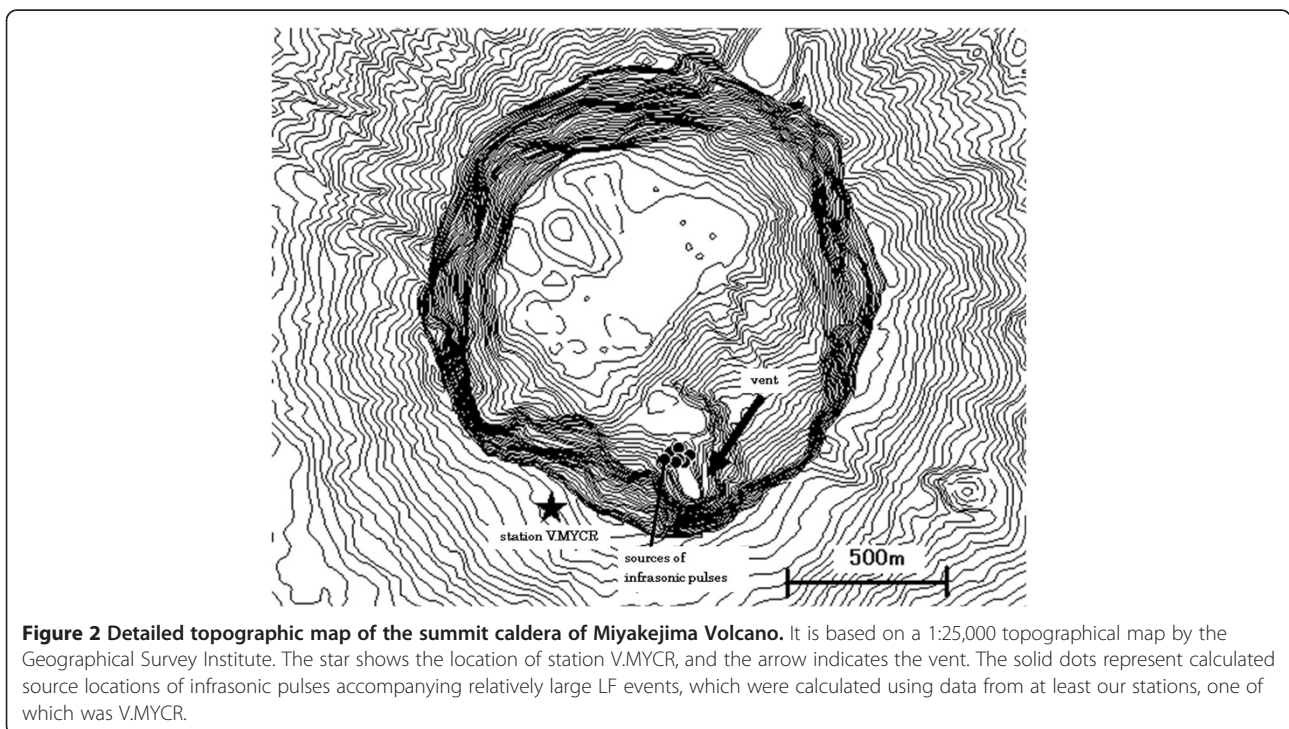 vent
station V.MYCR
sources of
infrasonic pulses
500m
Figure 2 Detailed topographic map of the summit caldera of Miyakejima Volcano. It is based on a 1:25,000 topographical map by the
Geographical Survey Institute. The star shows the location of station V.MYCR, and the arrow indicates the vent. The solid dots represent calculated
source locations of infrasonic pulses accompanying relatively large LF events, which were calculated using data from at least our stations, one of
which was V.MYCR.